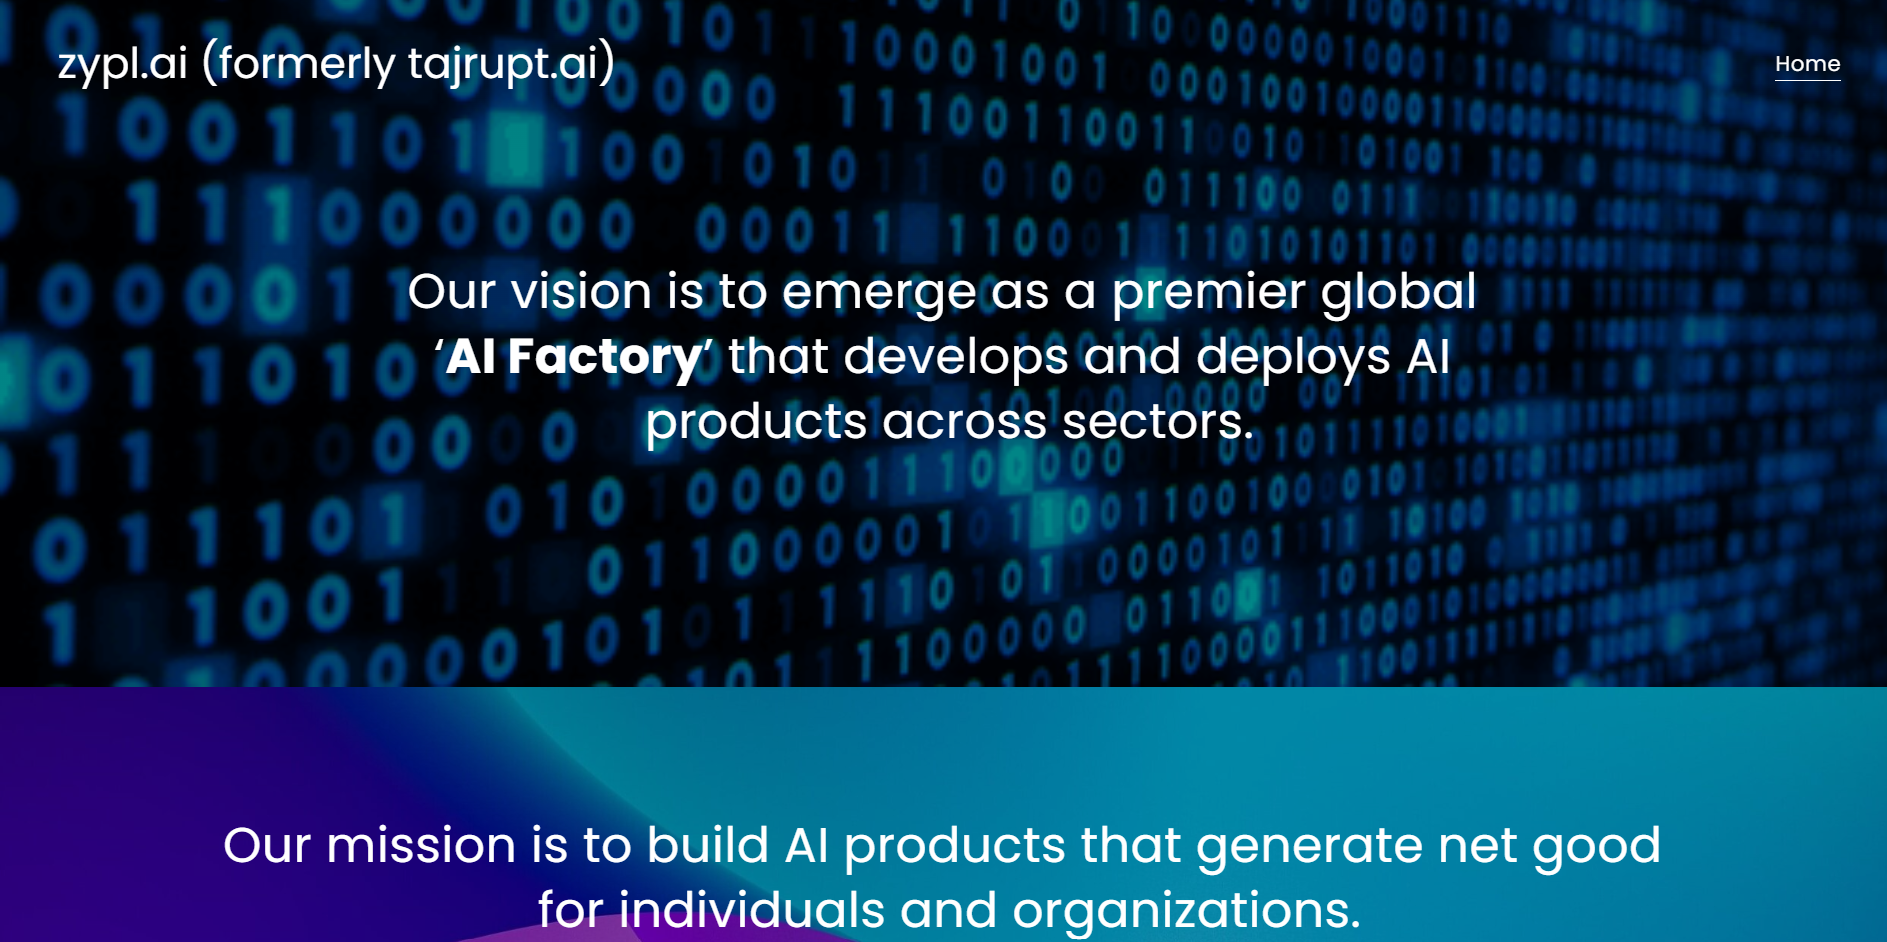 zypl.ai (formerly tajrupt.ai)
Home
Our vision is to emerge as a premier global
‘AI Factory’ that develops and deploys AI
products across sectors.
Our mission is to build AI products that generate net good
for individuals and organizations.